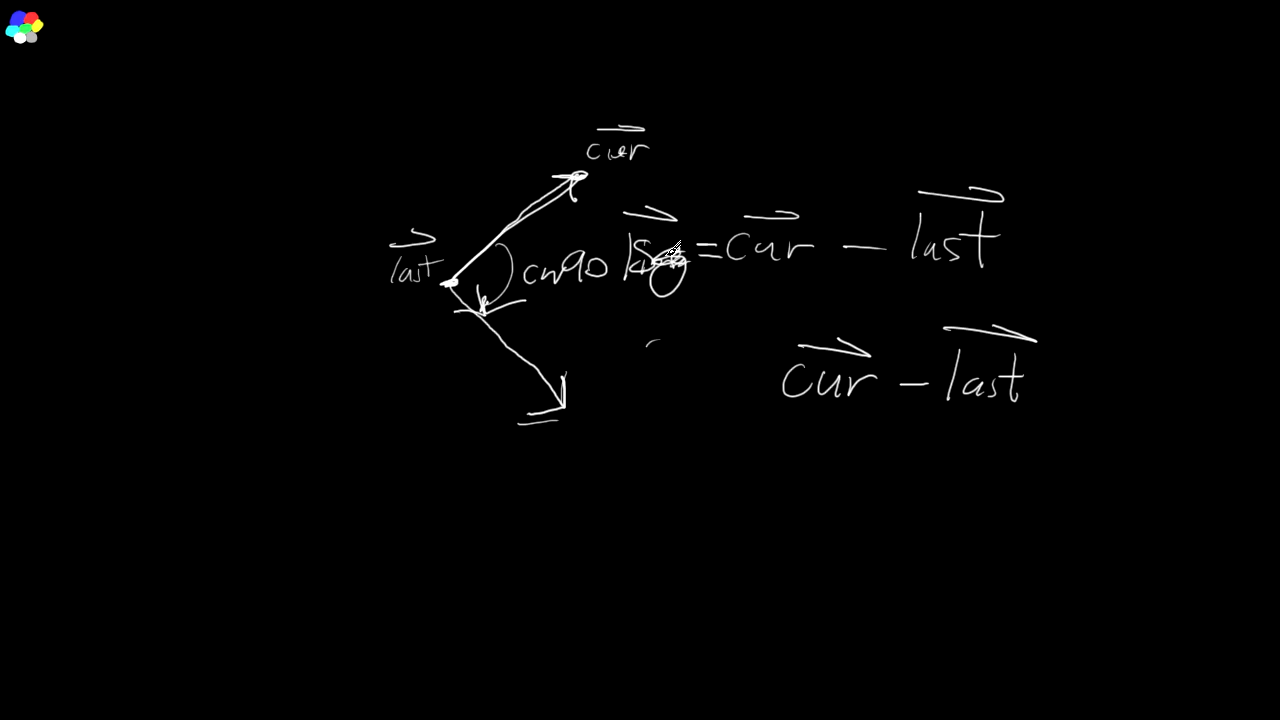 cur
= cur − last
last
cw90
cur − last